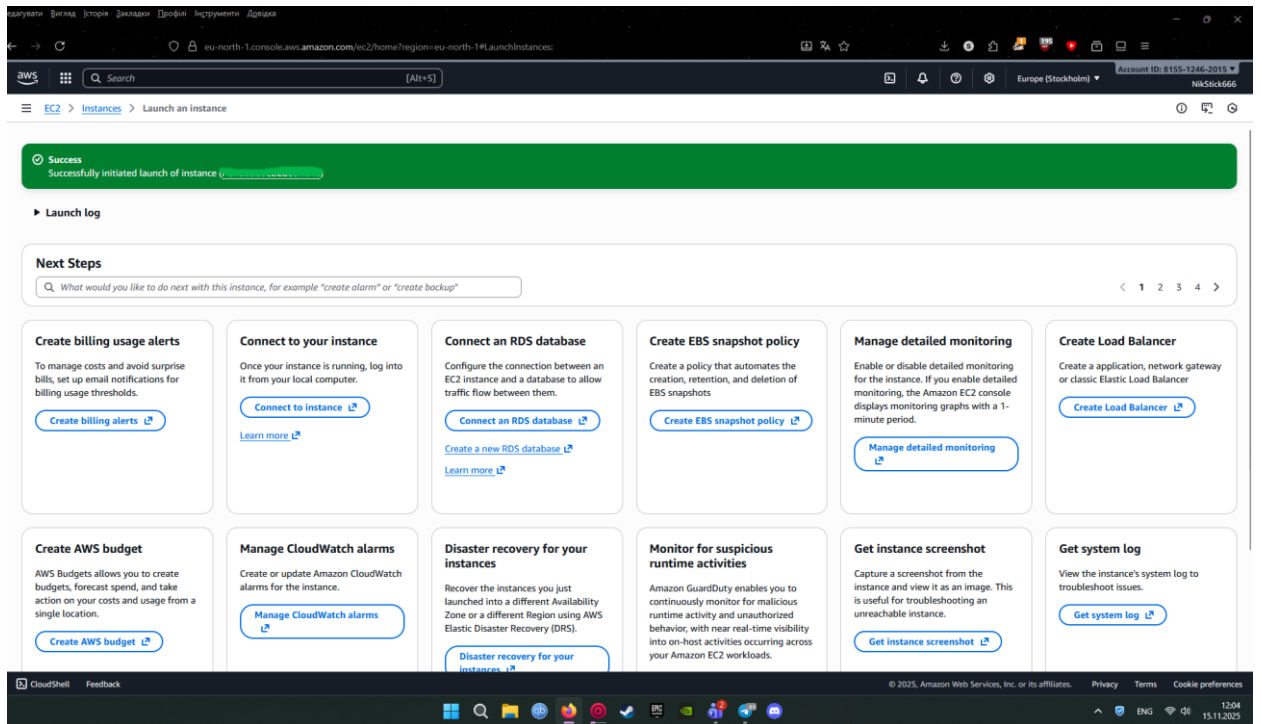 едагувати Вигляд Історія Закладки Профілі Інструменти Довідка
eu-north-1.console.aws.amazon.com/ec2/home?region=eu-north-1#LaunchInstances:
195
aws
Search
[Alt+S]
Europe (Stockholm)
Account ID: 8155-1246-2015
NikStick666
EC2 > Instances > Launch an instance
Success
Successfully initiated launch of instance
Launch log
Next Steps
What would you like to do next with this instance, for example "create alarm" or "create backup"
1 2 3 4
Create billing usage alerts
To manage costs and avoid surprise
bills, set up email notifications for
billing usage thresholds.
Create billing alerts
Connect to your instance
Once your instance is running, log into
it from your local computer.
Connect to instance
Learn more
Connect an RDS database
Configure the connection between an
EC2 instance and a database to allow
traffic flow between them.
Connect an RDS database
Create a new RDS database
Learn more
Create EBS snapshot policy
Create a policy that automates the
creation, retention, and deletion of
EBS snapshots
Create EBS snapshot policy
Manage detailed monitoring
Enable or disable detailed monitoring
for the instance. If you enable detailed
monitoring, the Amazon EC2 console
displays monitoring graphs with a 1-
minute period.
Manage detailed monitoring
Create Load Balancer
Create a application, network gateway
or classic Elastic Load Balancer
Create Load Balancer
Create AWS budget
AWS Budgets allows you to create
budgets, forecast spend, and take
action on your costs and usage from a
single location.
Create AWS budget
Manage CloudWatch alarms
Create or update Amazon CloudWatch
alarms for the instance.
Manage CloudWatch alarms
Disaster recovery for your
instances
Recover the instances you just
launched into a different Availability
Zone or a different Region using AWS
Elastic Disaster Recovery (DRS).
Disaster recovery for your
instances
Monitor for suspicious
runtime activities
Amazon GuardDuty enables you to
continuously monitor for malicious
runtime activity and unauthorized
behavior, with near real-time visibility
into on-host activities occurring across
your Amazon EC2 workloads.
Get instance screenshot
Capture a screenshot from the
instance and view it as an image. This
is useful for troubleshooting an
unreachable instance.
Get instance screenshot
Get system log
View the instance's system log to
troubleshoot issues.
Get system log
CloudShell Feedback
© 2025, Amazon Web Services, Inc. or its affiliates. Privacy Terms Cookie preferences
ENG
12:04
15.11.2025